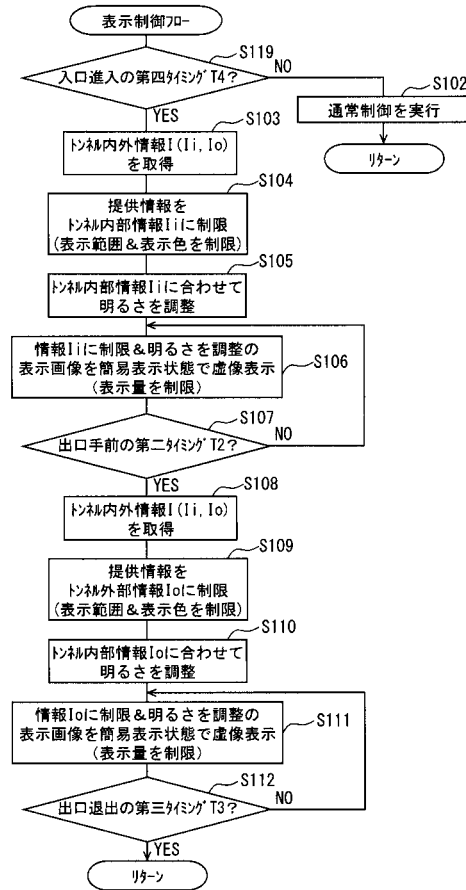 表示制御フロー
S119
入口進入の第四タイミングT4?
NO
S102
通常制御を実行
リターン
YES
S103
トンネル内外情報I(Ii, Io)
を取得
S104
提供情報を
トンネル内部情報Iiに制限
(表示範囲&表示色を制限)
S105
トンネル内部情報Iiに合わせて
明るさを調整
情報Iiに制限&明るさを調整の
表示画像を簡易表示状態で虚像表示
(表示量を制限)
S106
S107
出口手前の第二タイミングT2?
NO
YES
S108
トンネル内外情報I(Ii, Io)
を取得
S109
提供情報を
トンネル外部情報Ioに制限
(表示範囲&表示色を制限)
S110
トンネル内部情報Ioに合わせて
明るさを調整
情報Ioに制限&明るさを調整の
表示画像を簡易表示状態で虚像表示
(表示量を制限)
S111
S112
出口退出の第三タイミングT3?
NO
YES
リターン